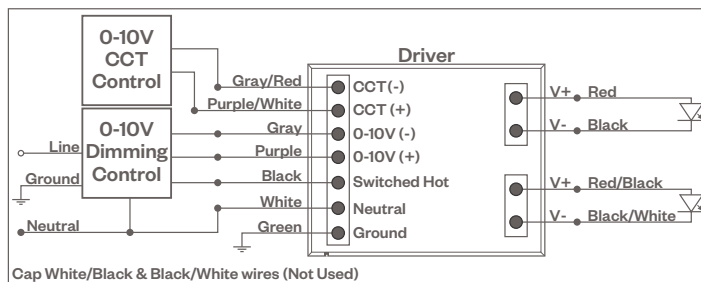 0-10V
CCT
Control
0-10V
Dimming
Control
Line
Ground
Neutral
Gray/Red
Purple/White
Gray
Purple
Black
White
Green
Driver
CCT (-)
CCT (+)
0-10V (-)
0-10V (+)
Switched Hot
Neutral
Ground
V+ Red
V- Black
V+ Red/Black
V- Black/White
Cap White/Black & Black/White wires (Not Used)